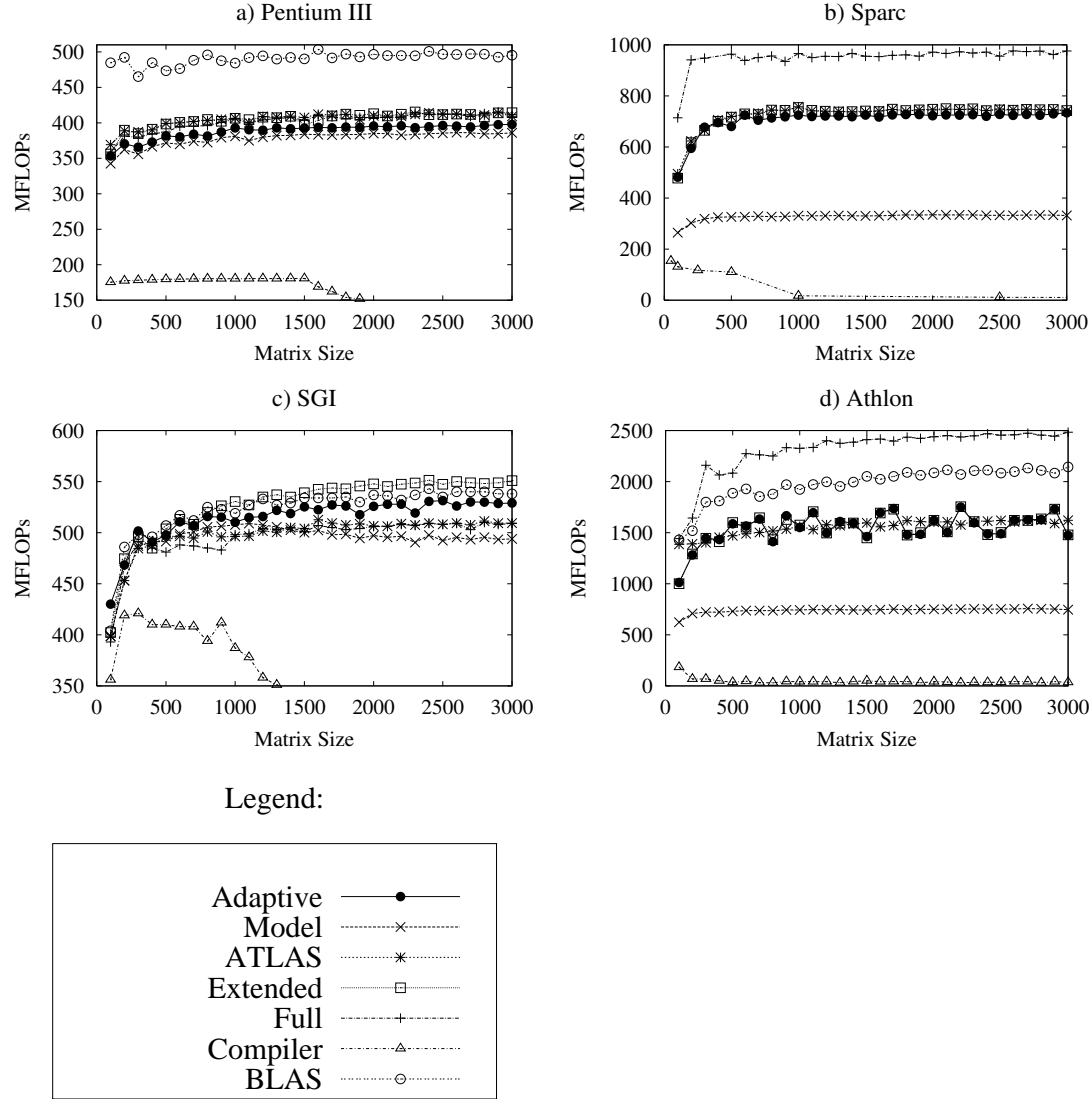 a) Pentium III
500
450
400
350
300
250
200
150
MFLOPs
0 500 1000 1500 2000 2500 3000
Matrix Size
b) Sparc
1000
800
600
400
200
0
MFLOPs
0 500 1000 1500 2000 2500 3000
Matrix Size
c) SGI
600
550
500
450
400
350
MFLOPs
0 500 1000 1500 2000 2500 3000
Matrix Size
d) Athlon
2500
2000
1500
1000
500
0
MFLOPs
0 500 1000 1500 2000 2500 3000
Matrix Size
Legend:
Adaptive
Model
ATLAS
Extended
Full
Compiler
BLAS